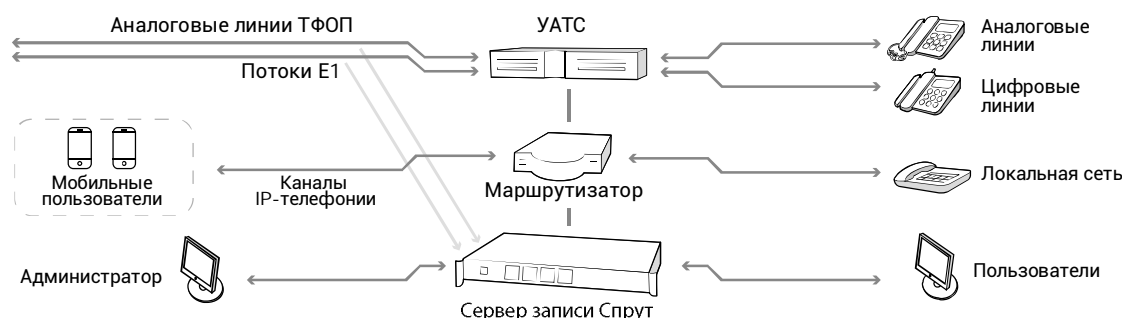 Аналоговые линии ТФОП
УАТС
Аналоговые
линии
Потоки E1
Цифровые
линии
Мобильные
пользователи
Каналы
IP-телефонии
Маршрутизатор
Локальная сеть
Администратор
Пользователи
Сервер записи Спрут